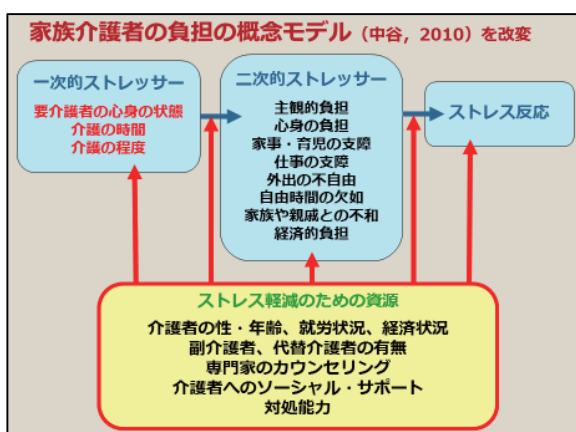 家族介護者の負担の概念モデル（中谷，2010）を改変
一次的ストレッサー
要介護者の心身の状態
介護の時間
介護の程度
二次的ストレッサー
主観的負担
心身の負担
家事・育児の支障
仕事の支障
外出の不自由
自由時間の欠如
家族や親戚との不和
経済的負担
ストレス反応
ストレス軽減のための資源
介護者の性・年齢、就労状況、経済状況
副介護者、代替介護者の有無
専門家のカウンセリング
介護者へのソーシャル・サポート
対処能力